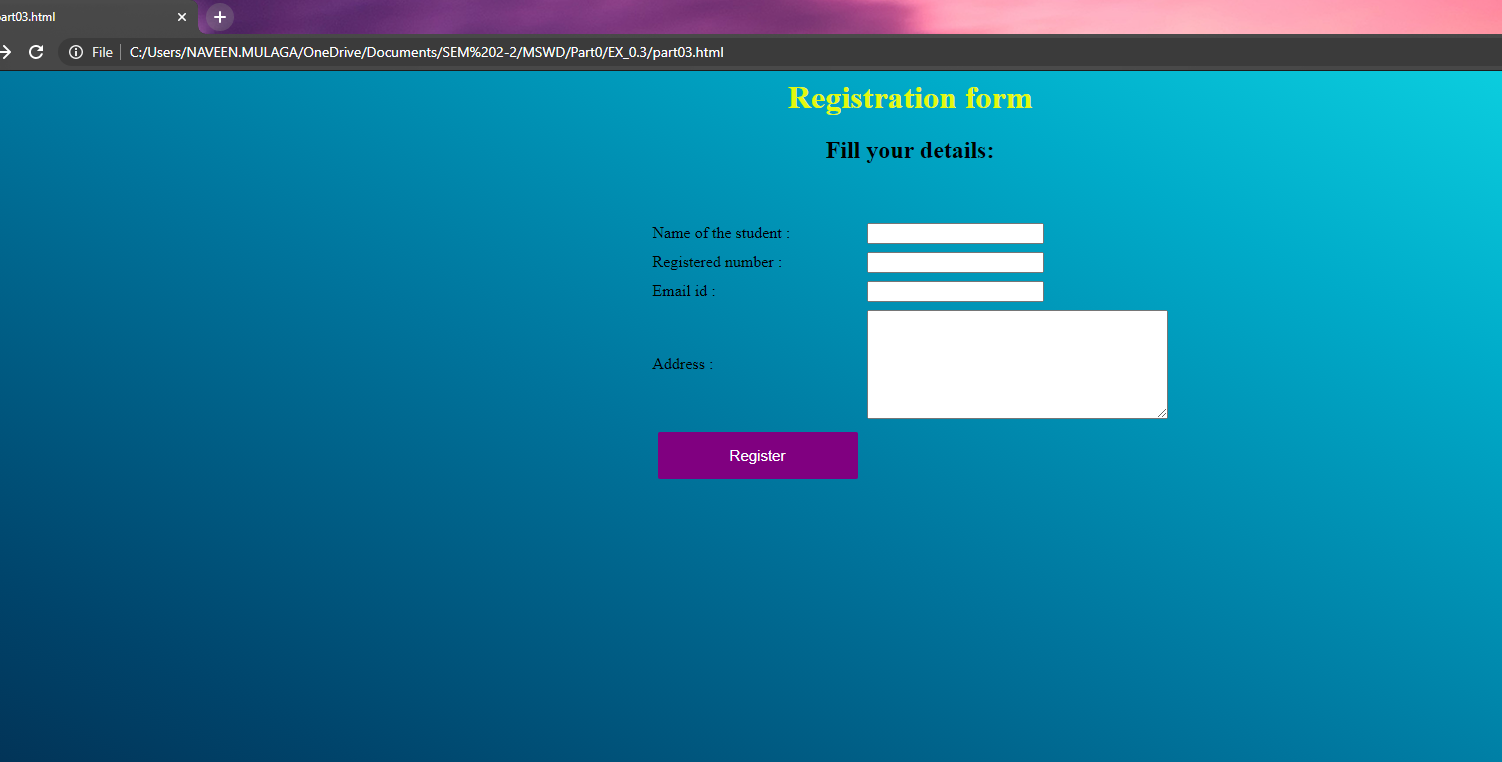 art03.html
File C:/Users/NAVEEN.MULAGA/OneDrive/Documents/SEM%202-2/MSWD/Part0/EX_0.3/part03.html
Registration form
Fill your details:
Name of the student :
Registered number :
Email id :
Address :
Register